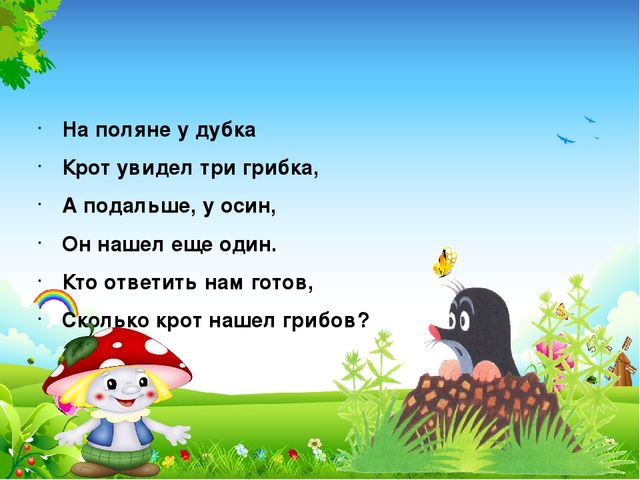 На поляне у дубка
Крот увидел три грибка,
А подальше, у осин,
Он нашел еще один.
Кто ответить нам готов,
Сколько крот нашел грибов?